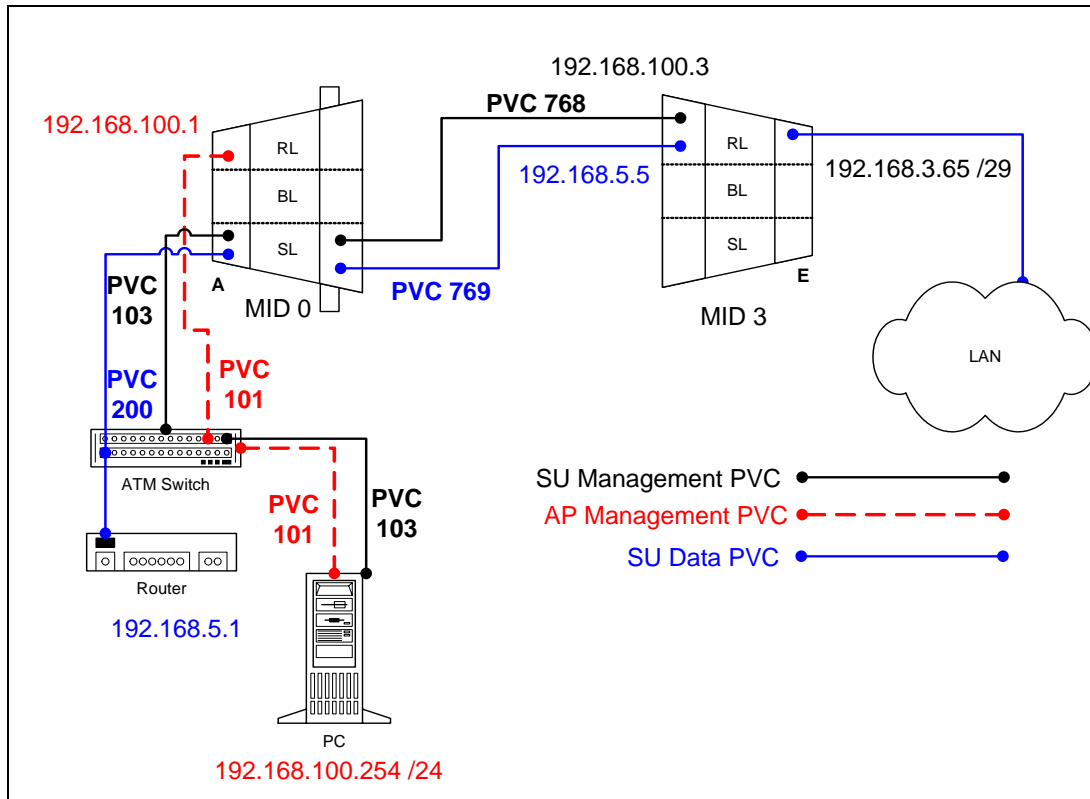 192.168.100.3
PVC 768
192.168.100.1
RL
RL
192.168.5.5
192.168.3.65 /29
BL
BL
SL
SL
A
PVC 769
E
MID 0
MID 3
PVC
103
LAN
PVC
200
PVC
101
ATM Switch
SU Management PVC
PVC
101
PVC
103
AP Management PVC
SU Data PVC
Router
192.168.5.1
PC
192.168.100.254 /24